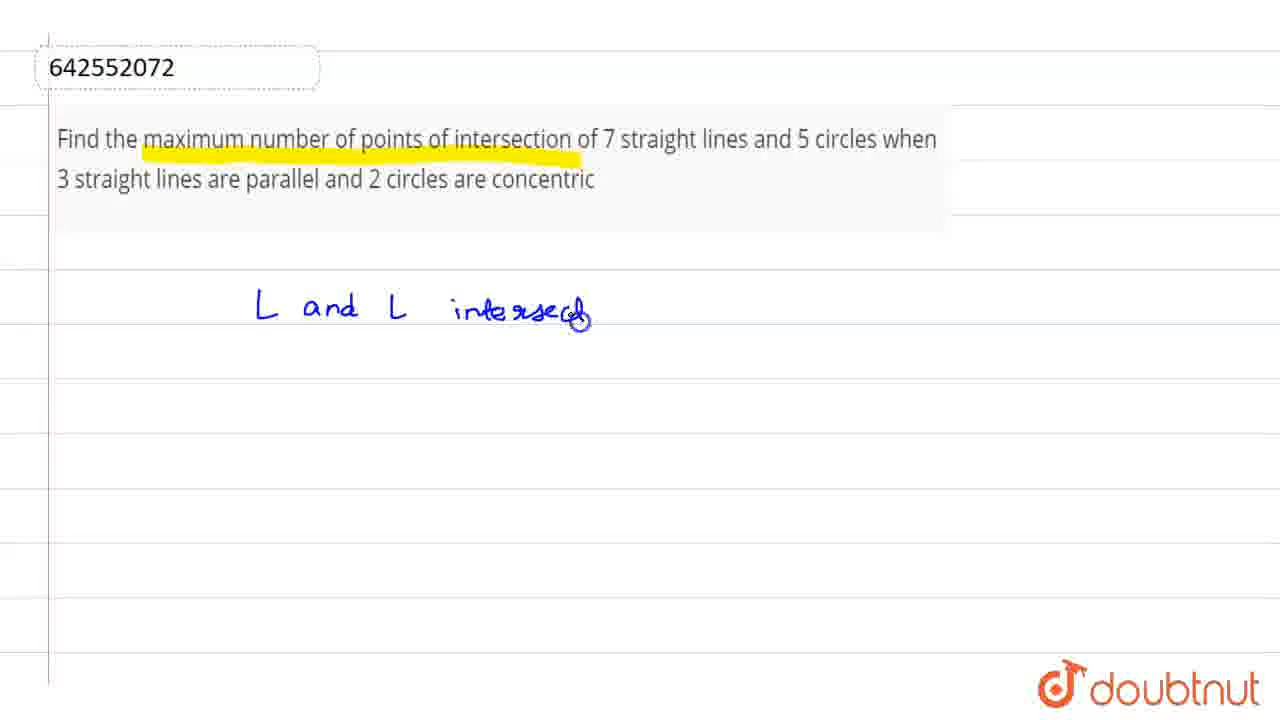 642552072
Find the maximum number of points of intersection of 7 straight lines and 5 circles when
3 straight lines are parallel and 2 circles are concentric
L and L intersect
doubtnut